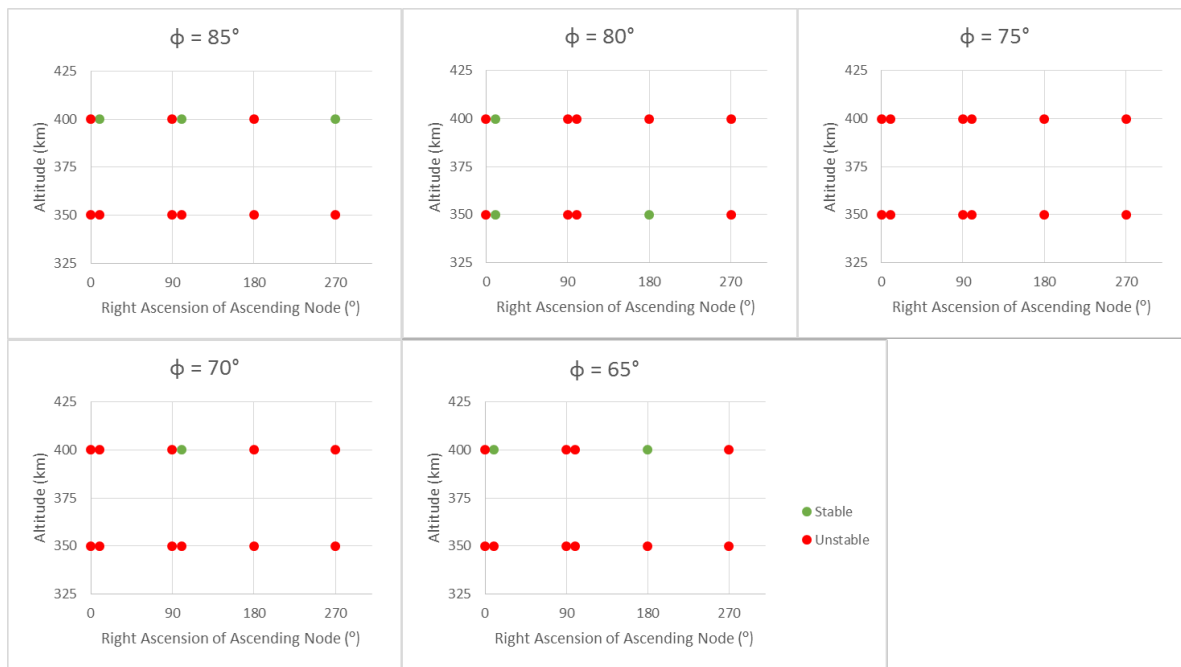 ϕ = 85°
425
400
375
350
325
Altitude (km)
0 90 180 270
Right Ascension of Ascending Node (°)
ϕ = 80°
425
400
375
350
325
Altitude (km)
0 90 180 270
Right Ascension of Ascending Node (°)
ϕ = 75°
425
400
375
350
325
Altitude (km)
0 90 180 270
Right Ascension of Ascending Node (°)
ϕ = 70°
425
400
375
350
325
Altitude (km)
0 90 180 270
Right Ascension of Ascending Node (°)
ϕ = 65°
425
400
375
350
325
Altitude (km)
0 90 180 270
Right Ascension of Ascending Node (°)
Stable
Unstable